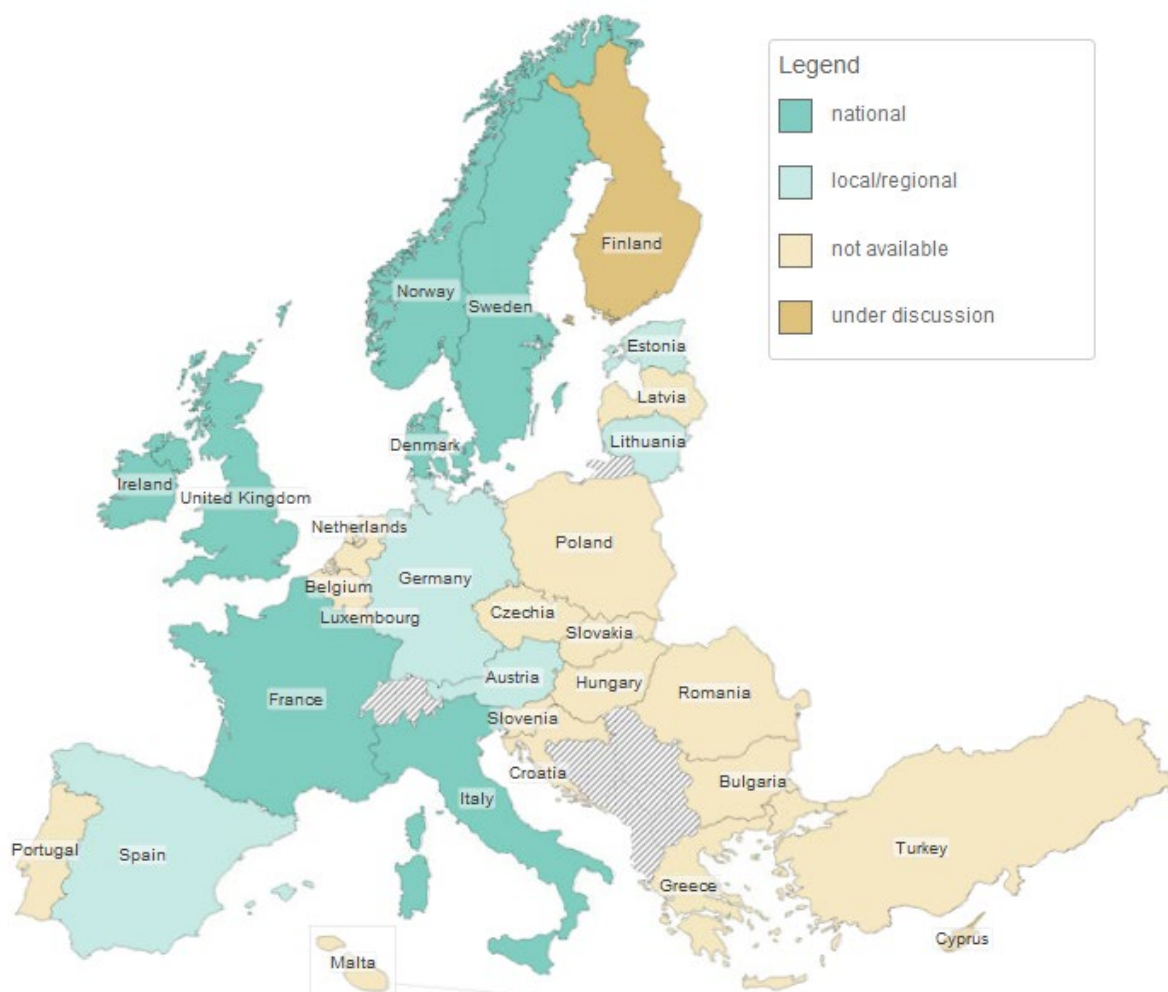 Legend
national
local/regional
not available
under discussion
Finland
Norway
Sweden
Estonia
Latvia
Lithuania
Denmark
Ireland
United Kingdom
Netherlands
Poland
Belgium
Germany
Luxembourg
Czechia
Slovakia
Austria
Hungary
Romania
France
Slovenia
Croatia
Bulgaria
Italy
Portugal
Spain
Turkey
Greece
Cyprus
Malta